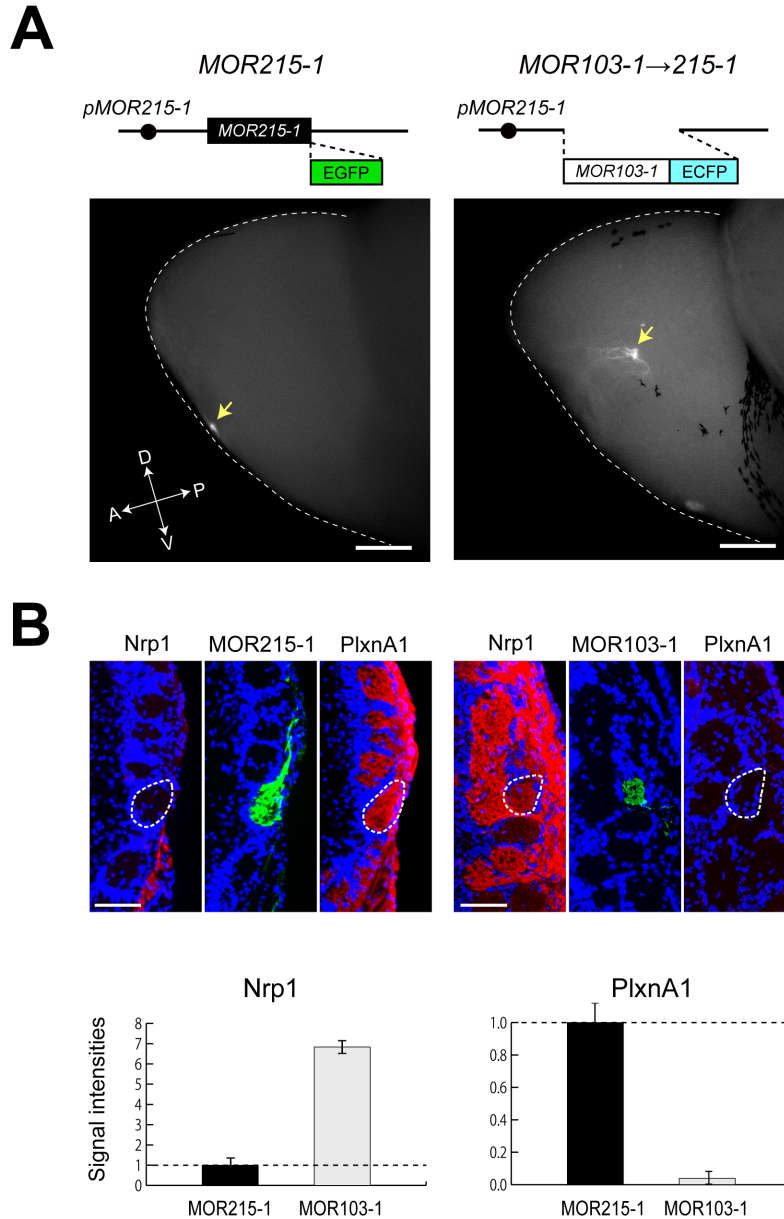 A
MOR215-1
MOR103-1→215-1
pMOR215-1
MOR215-1
EGFP
pMOR215-1
MOR103-1
ECFP
D
A
P
V
B
Nrp1
MOR215-1
PlxnA1
Nrp1
MOR103-1
PlxnA1
Nrp1
Signal intensities
8
7
6
5
4
3
2
1
0
MOR215-1
MOR103-1
PlxnA1
1.0
0.8
0.6
0.4
0.2
0.0
MOR215-1
MOR103-1